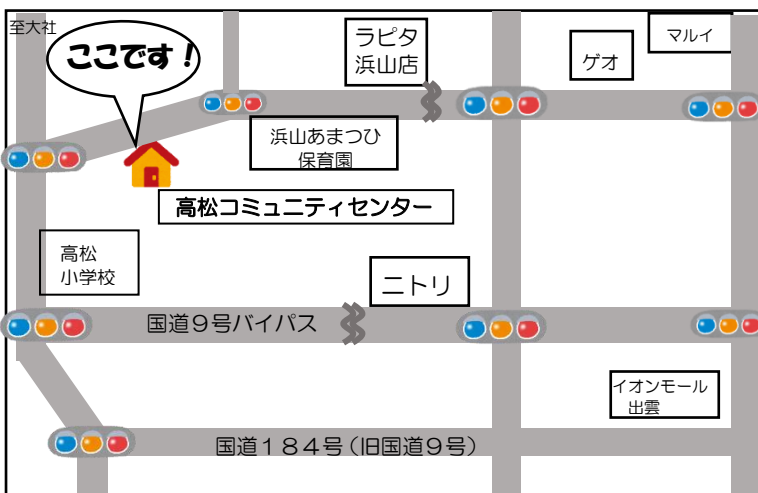 至大社
ここです!
ラピタ
浜山店
ゲオ
マルイ
浜山あまつひ
保育園
高松コミュニティセンター
高松
小学校
ニトリ
国道9号バイパス
イオンモール
出雲
国道184号(旧国道9号)